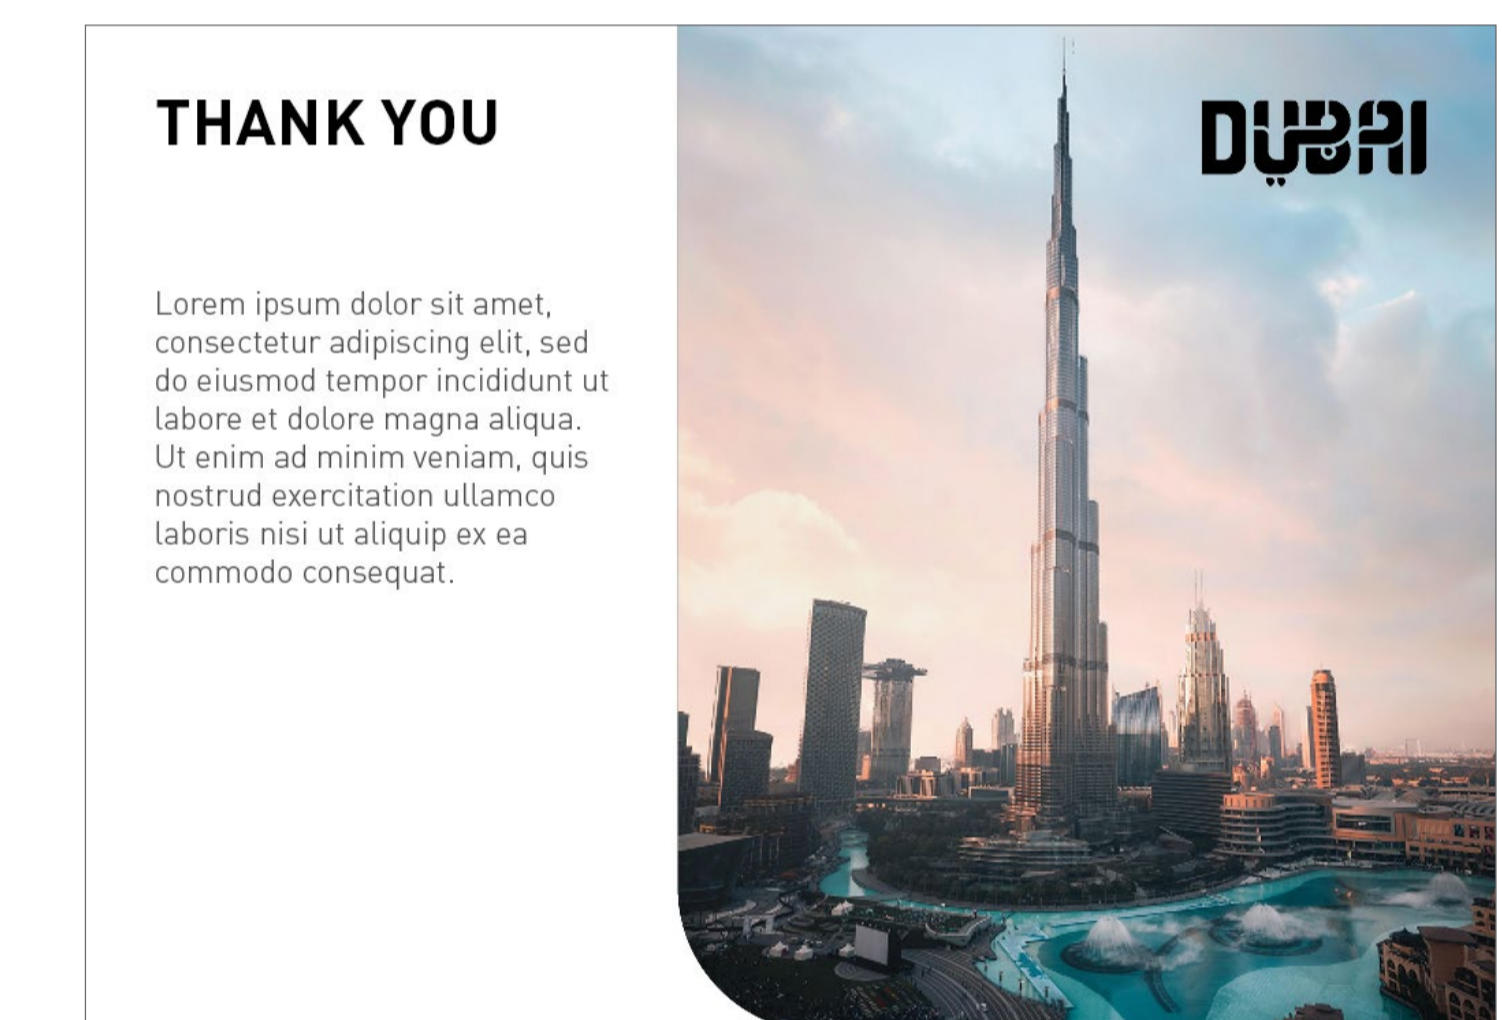 THANK YOU
DUBAI
Lorem ipsum dolor sit amet,
consectetur adipiscing elit, sed
do eiusmod tempor incididunt ut
labore et dolore magna aliqua.
Ut enim ad minim veniam, quis
nostrud exercitation ullamco
laboris nisi ut aliquip ex ea
commodo consequat.